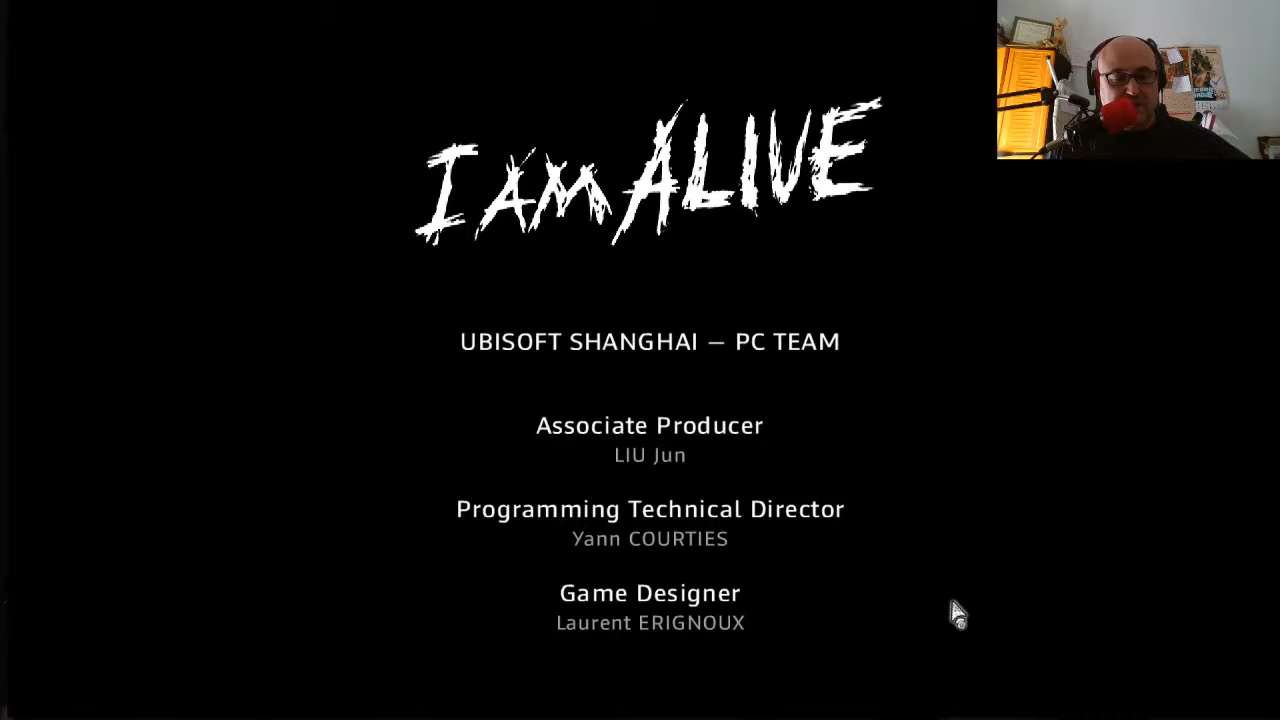 I AM ALIVE
UBISOFT SHANGHAI – PC TEAM
Associate Producer
LIU Jun
Programming Technical Director
Yann COURTIES
Game Designer
Laurent ERIGNOUX